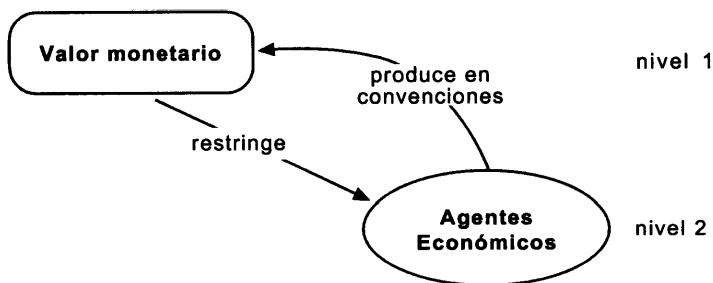 Valor monetario
nivel 1
produce en
convenciones
restringe
Agentes
Económicos
nivel 2